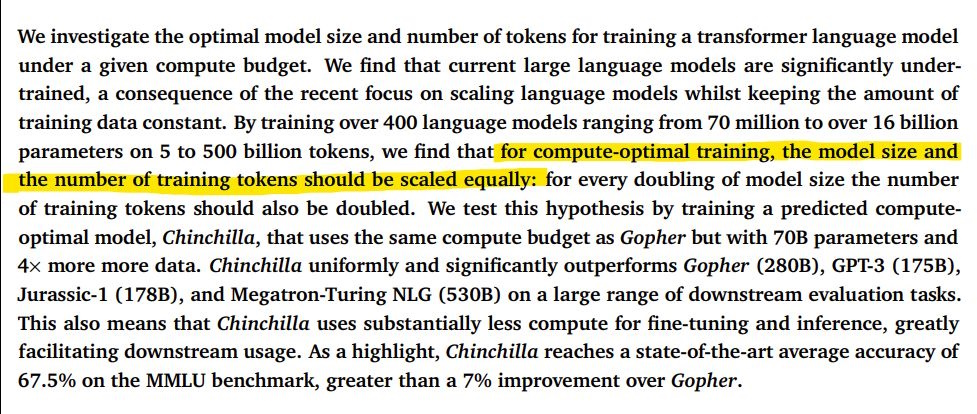 We investigate the optimal model size and number of tokens for training a transformer language model
under a given compute budget. We find that current large language models are significantly under-
trained, a consequence of the recent focus on scaling language models whilst keeping the amount of
training data constant. By training over 400 language models ranging from 70 million to over 16 billion
parameters on 5 to 500 billion tokens, we find that for compute-optimal training, the model size and
the number of training tokens should be scaled equally: for every doubling of model size the number
of training tokens should also be doubled. We test this hypothesis by training a predicted compute-
optimal model, Chinchilla, that uses the same compute budget as Gopher but with 70B parameters and
4× more more data. Chinchilla uniformly and significantly outperforms Gopher (280B), GPT-3 (175B),
Jurassic-1 (178B), and Megatron-Turing NLG (530B) on a large range of downstream evaluation tasks.
This also means that Chinchilla uses substantially less compute for fine-tuning and inference, greatly
facilitating downstream usage. As a highlight, Chinchilla reaches a state-of-the-art average accuracy of
67.5% on the MMLU benchmark, greater than a 7% improvement over Gopher.